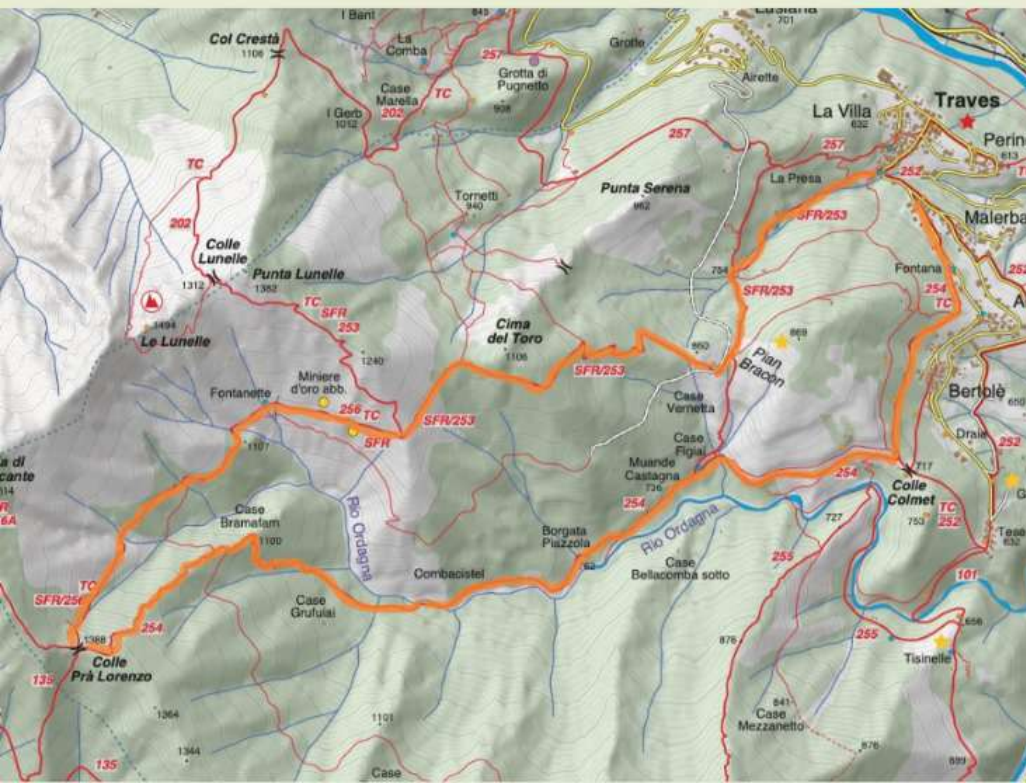 I Bant
845
701
Col Crestà
1106
La
Comba
257
Grotte
Grotta di
Pugnetto
Airette
Case
Marella
TC
908
202
I Gerb
1012
La Villa
632
Traves
257
257
Perin
613
252
La Presa
TC
Tornetti
940
Punta Serena
962
SFR/253
Malerba
202
Colle
Lunelle
1312
Punta Lunelle
1382
754
Fontana
254
TC
SFR/253
TC
SFR
253
1494
Le Lunelle
Cima
del Toro
1106
869
1240
860
Pian
Bracon
SFR/253
Miniere
d'oro abb.
Fontanette
256
TC
SFR
SFR/253
Case
Vernetta
Bertolè
650
Draie
252
1107
Case
Figiai
Muande
Castagna
736
254
254
717
Colle
Colmet
753
TC
252
727
Case
Bramafam
1100
Rio Ordagna
Borgata
Piazzola
Rio Ordagna
255
632
Combacistel
Case
Bellacomba sotto
101
TC
SFR/256
Case
Grufulai
254
656
255
1388
Colle
Prà Lorenzo
876
Tisinelle
135
1364
1101
841
Case
Mezzanotto
1344
876
899
135
Case